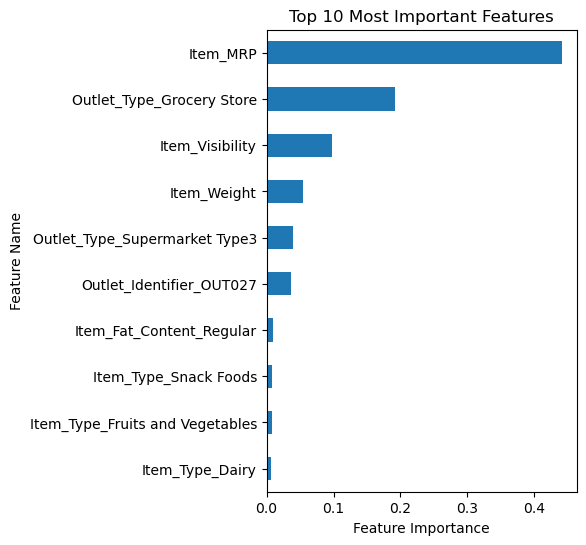 Top 10 Most Important Features
Item_MRP
Outlet_Type_Grocery Store
Item_Visibility
Item_Weight
Outlet_Type_Supermarket Type3
Outlet_Identifier_OUT027
Item_Fat_Content_Regular
Item_Type_Snack Foods
Item_Type_Fruits and Vegetables
Item_Type_Dairy
Feature Name
0.0 0.1 0.2 0.3 0.4
Feature Importance